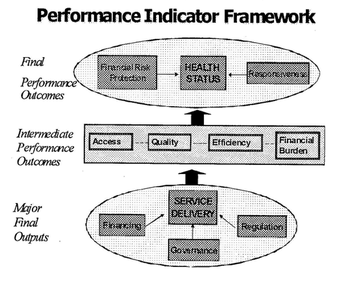 Performance Indicator Framework
Final
Performance
Outcomes
Financial Risk
Protection
HEALTH
STATUS
Responsiveness
Intermediate
Performance
Outcomes
Access
Quality
Efficiency
Financial
Burden
Major
Final
Outputs
SERVICE
DELIVERY
Financing
Regulation
Governance